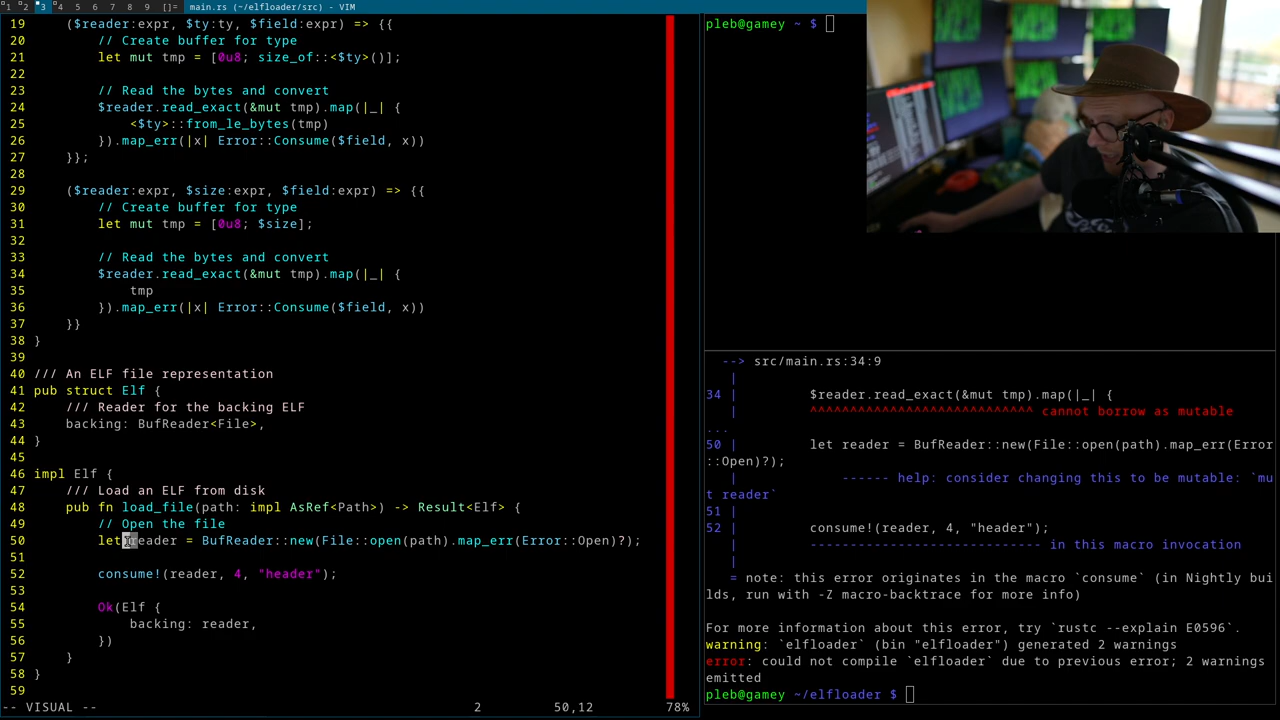 1 2 3 4 5 6 7 8 9 []= main.rs (~/elfloader/src) - VIM
19     ($reader:expr, $ty:ty, $field:expr) => {{
20         // Create buffer for type
21         let mut tmp = [0u8; size_of::<$ty>()];
22
23         // Read the bytes and convert
24         $reader.read_exact(&mut tmp).map(|_| {
25             <$ty>::from_le_bytes(tmp)
26         }).map_err(|x| Error::Consume($field, x))
27     }};
28
29     ($reader:expr, $size:expr, $field:expr) => {{
30         // Create buffer for type
31         let mut tmp = [0u8; $size];
32
33         // Read the bytes and convert
34         $reader.read_exact(&mut tmp).map(|_| {
35             tmp
36         }).map_err(|x| Error::Consume($field, x))
37     }}
38 }
39
40 /// An ELF file representation
41 pub struct Elf {
42     /// Reader for the backing ELF
43     backing: BufReader<File>,
44 }
45
46 impl Elf {
47     /// Load an ELF from disk
48     pub fn load_file(path: impl AsRef<Path>) -> Result<Elf> {
49         // Open the file
50         let reader = BufReader::new(File::open(path).map_err(Error::Open)?);
51
52         consume!(reader, 4, "header");
53
54         Ok(Elf {
55             backing: reader,
56         })
57     }
58 }
59
-- VISUAL --                    2        50,12         78%
pleb@gamey ~ $
  --> src/main.rs:34:9
   |
34 |         $reader.read_exact(&mut tmp).map(|_| {
   |         ^^^^^^^^^^^^^^^^^^^^^^^^^^^^ cannot borrow as mutable
...
50 |         let reader = BufReader::new(File::open(path).map_err(Error
::Open)?);
   |             ------ help: consider changing this to be mutable: `mu
t reader`
51 |
52 |         consume!(reader, 4, "header");
   |         ----------------------------- in this macro invocation
   |
   = note: this error originates in the macro `consume` (in Nightly bui
lds, run with -Z macro-backtrace for more info)

For more information about this error, try `rustc --explain E0596`.
warning: `elfloader` (bin "elfloader") generated 2 warnings
error: could not compile `elfloader` due to previous error; 2 warnings
emitted
pleb@gamey ~/elfloader $